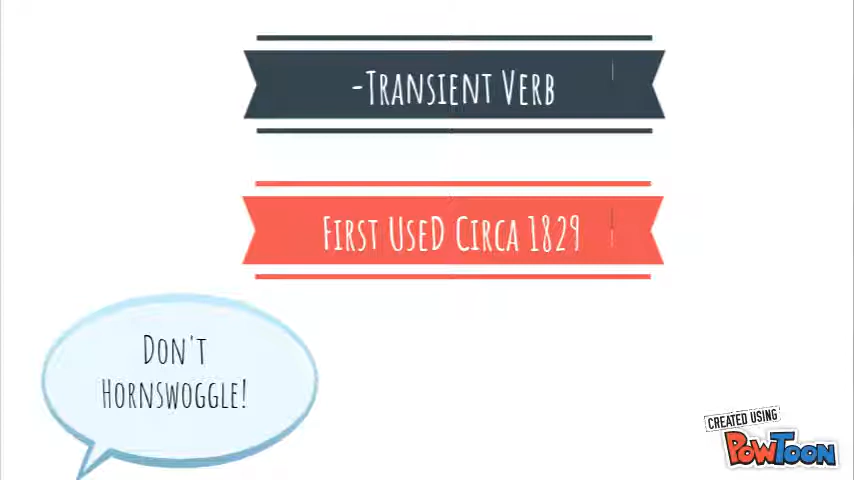 -Transient Verb
First Used Circa 1829
Don't
Hornswoggle!
CREATED USING
PowToon